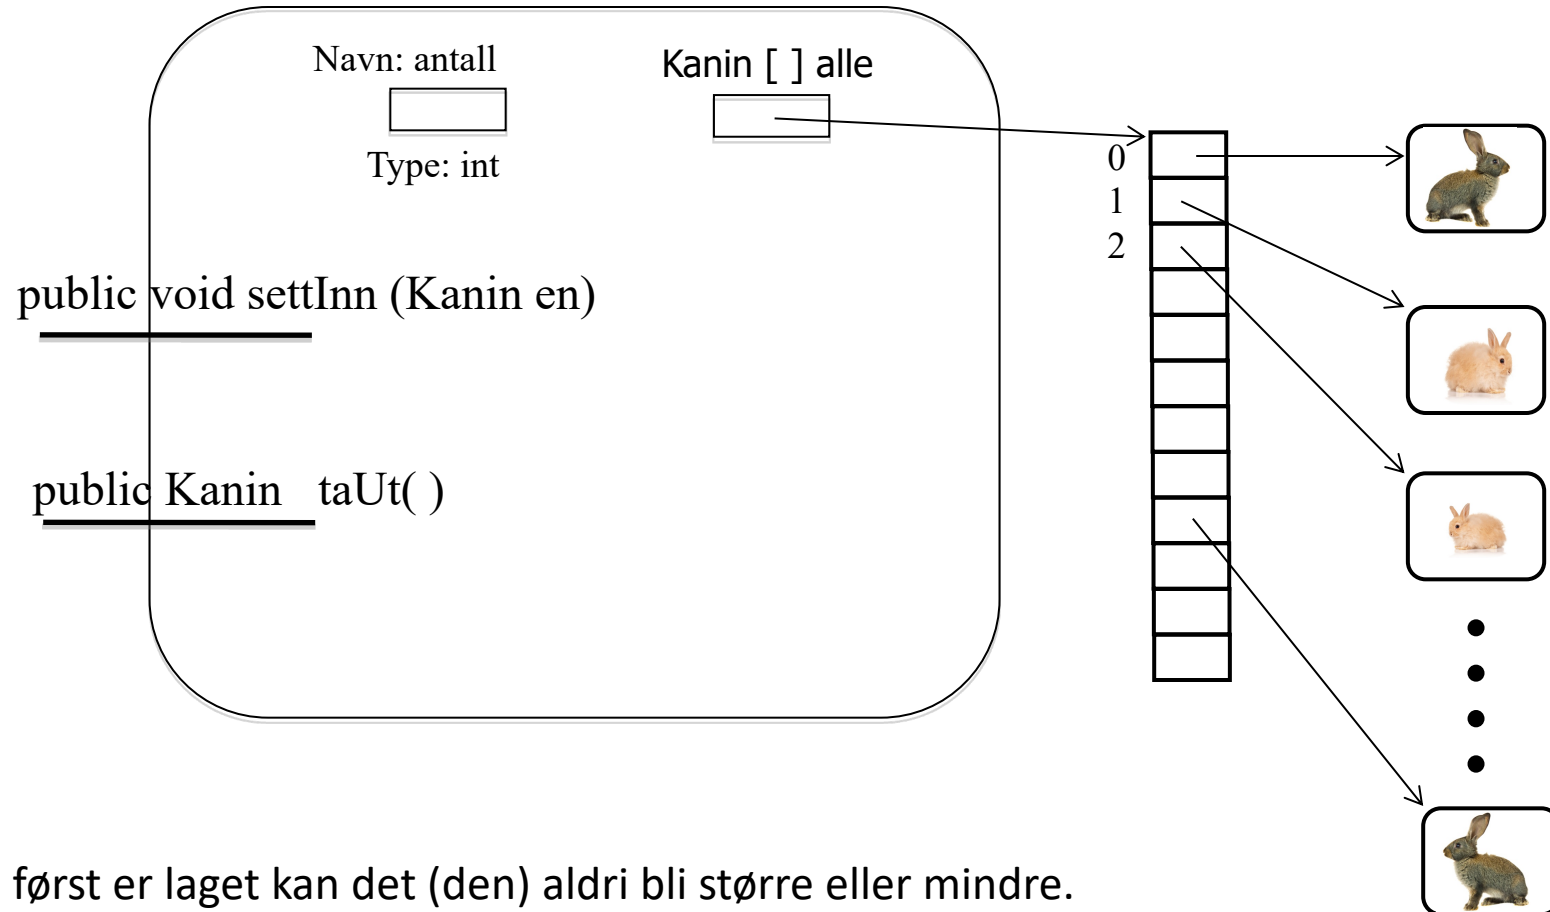 Navn: antall
Kanin [ ] alle
Type: int
0
1
2
public void settInn (Kanin en)
public Kanin taUt( )
først er laget kan det (den) aldri bli større eller mindre.